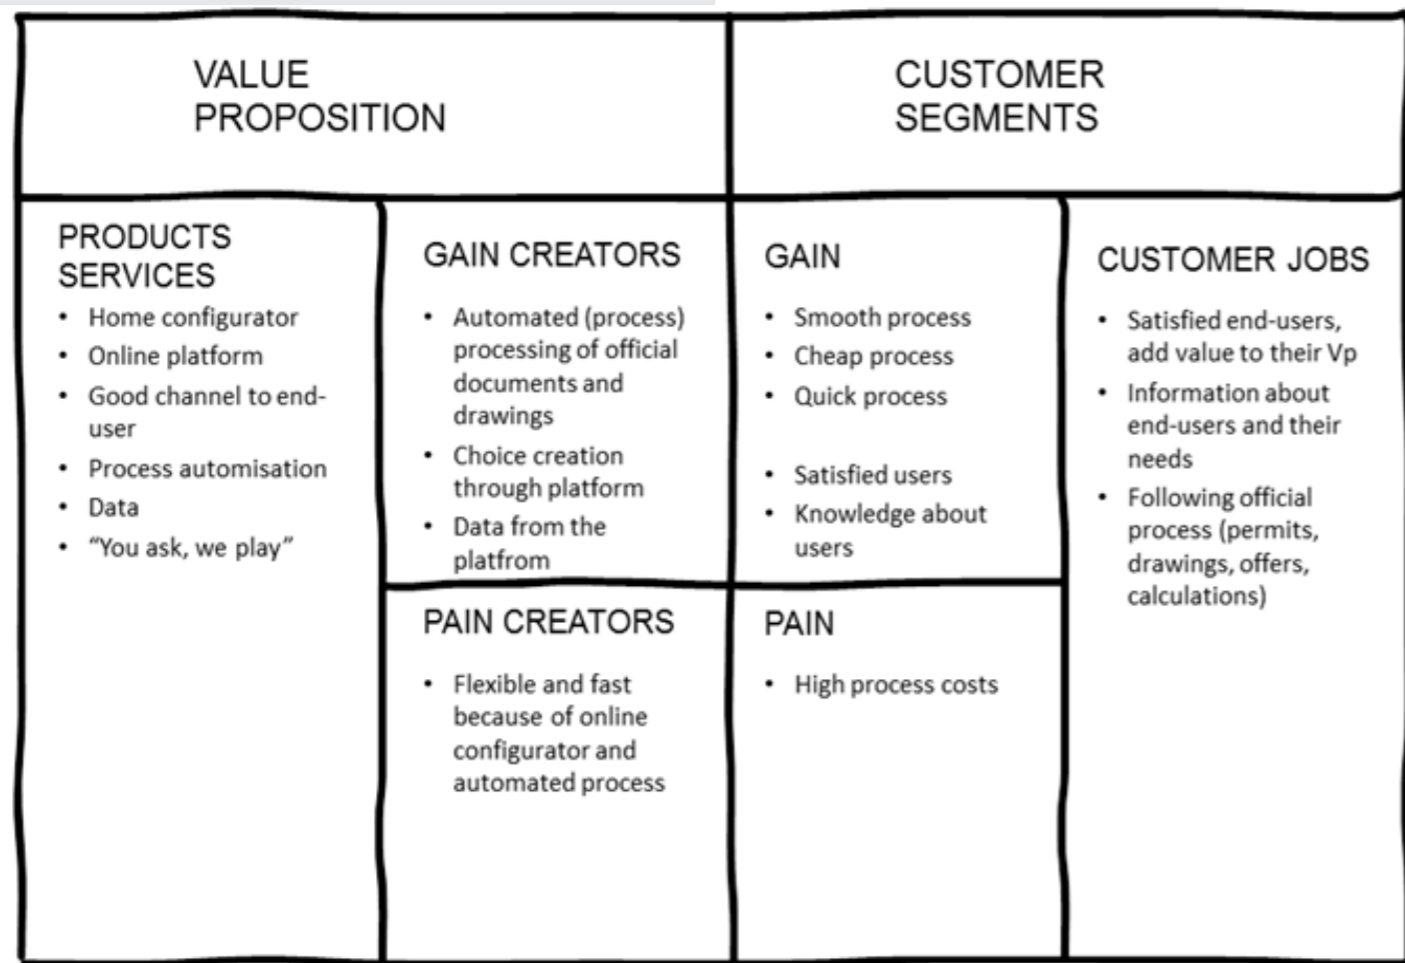 VALUE
PROPOSITION
CUSTOMER
SEGMENTS
PRODUCTS
SERVICES
• Home configurator
• Online platform
• Good channel to end-
user
• Process automisation
• Data
• “You ask, we play”
GAIN CREATORS
• Automated (process)
processing of official
documents and
drawings
• Choice creation
through platform
• Data from the
platfrom
PAIN CREATORS
• Flexible and fast
because of online
configurator and
automated process
GAIN
• Smooth process
• Cheap process
• Quick process
• Satisfied users
• Knowledge about
users
PAIN
• High process costs
CUSTOMER JOBS
• Satisfied end-users,
add value to their Vp
• Information about
end-users and their
needs
• Following official
process (permits,
drawings, offers,
calculations)